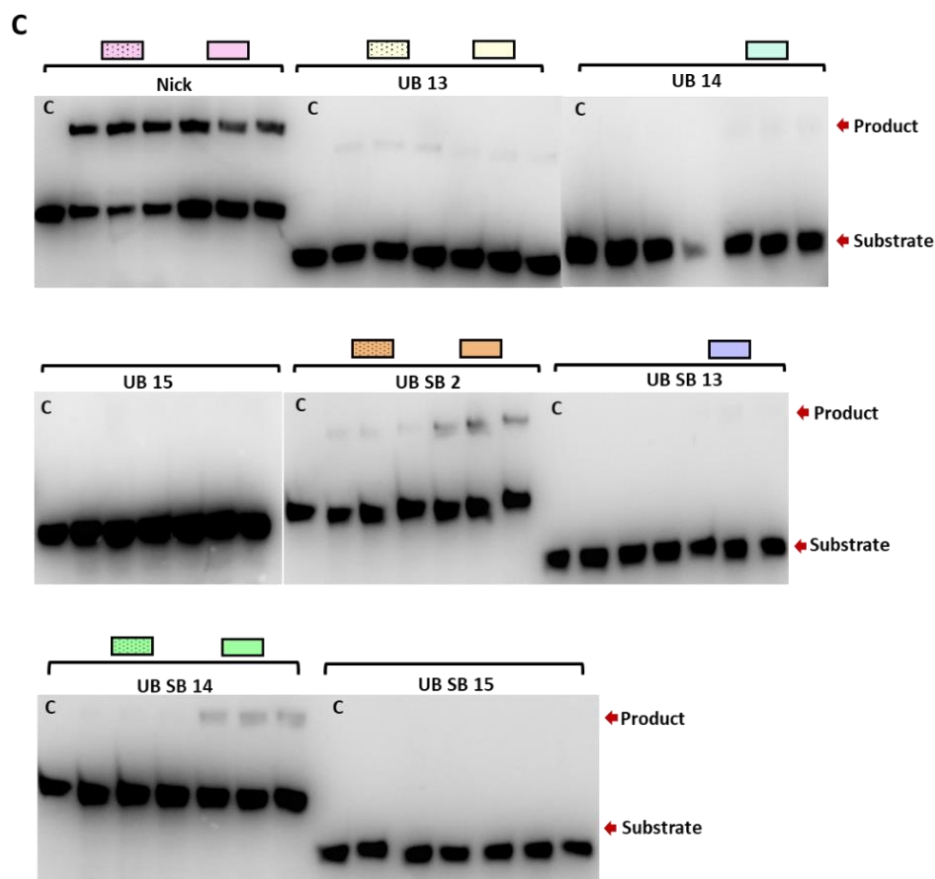 C
Nick
UB 13
UB 14
C
C
C
Product
Substrate
UB 15
UB SB 2
UB SB 13
C
C
C
Product
Substrate
UB SB 14
UB SB 15
C
C
Product
Substrate